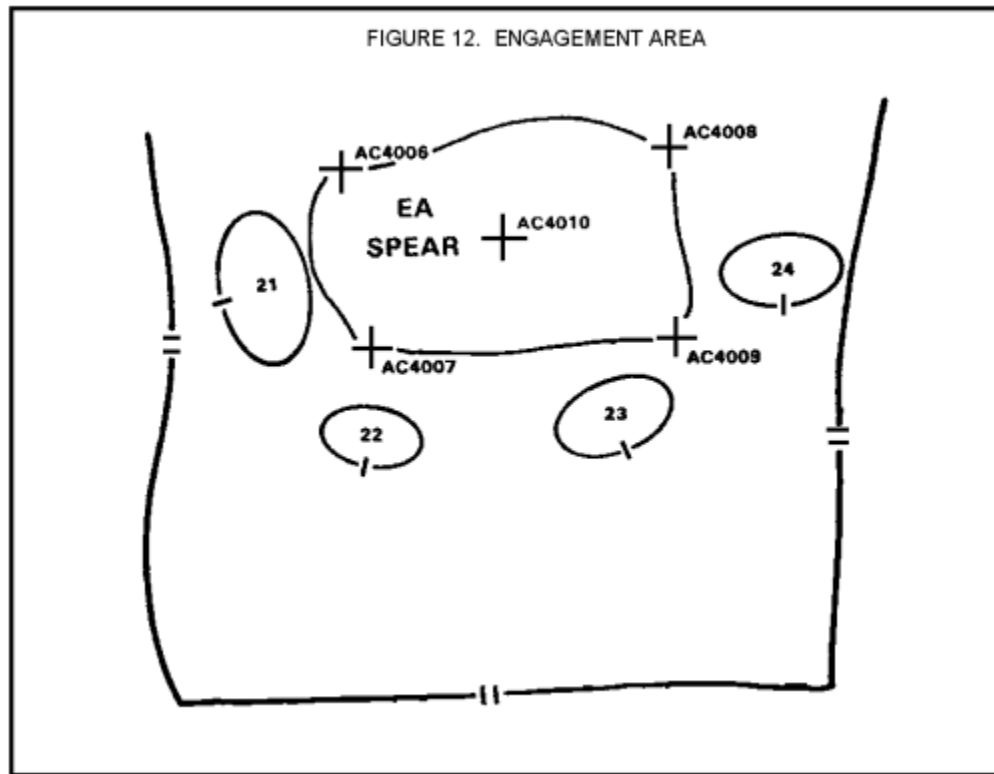 FIGURE 12. ENGAGEMENT AREA
AC4006
AC4008
EA
SPEAR
AC4010
21
24
AC4007
AC4009
22
23